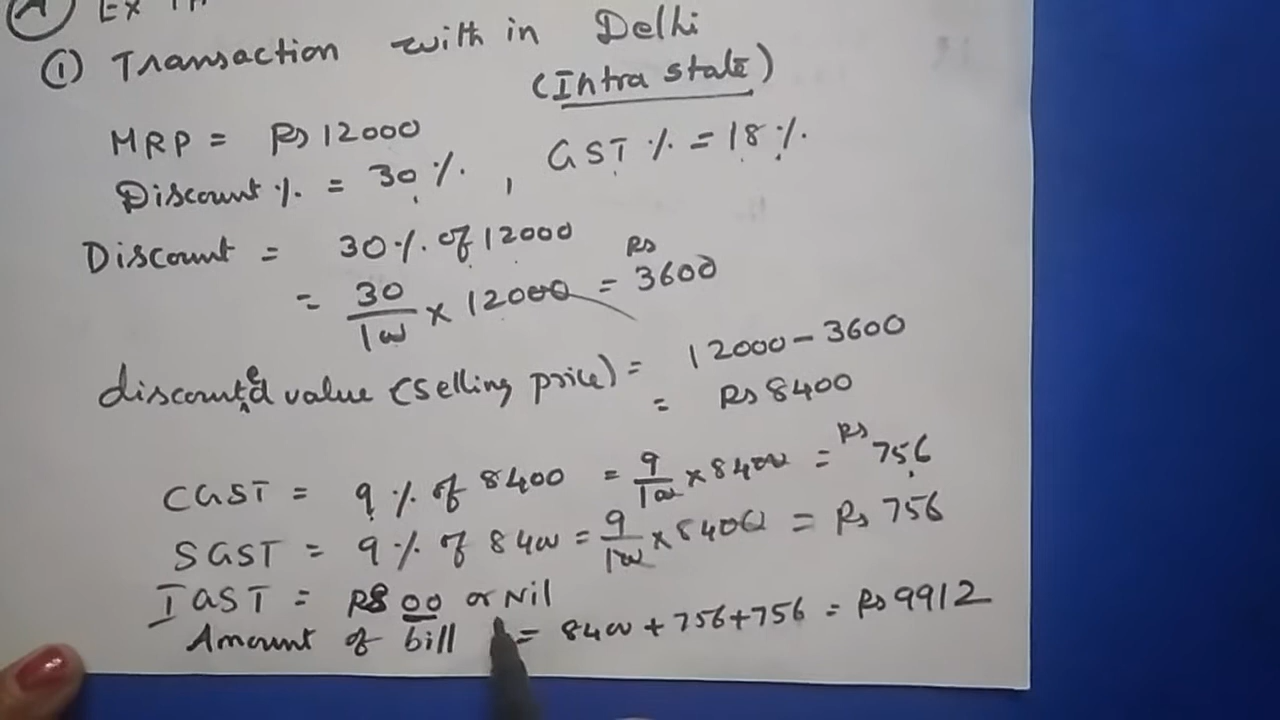 ① Transaction with in Delhi
(Intra state)
MRP = Rs 12000
Discount % = 30 % , GST % = 18 %.
Discount = 30 % of 12000
= 30/100 × 12000 = Rs 3600
discounted value (selling price) = 12000 - 3600
= Rs 8400
CGST = 9 % of 8400 = 9/100 × 8400 = Rs 756
SGST = 9 % of 8400 = 9/100 × 8400 = Rs 756
IGST = RS 00 or Nil
Amount of bill = 8400 + 756 + 756 = Rs 9912